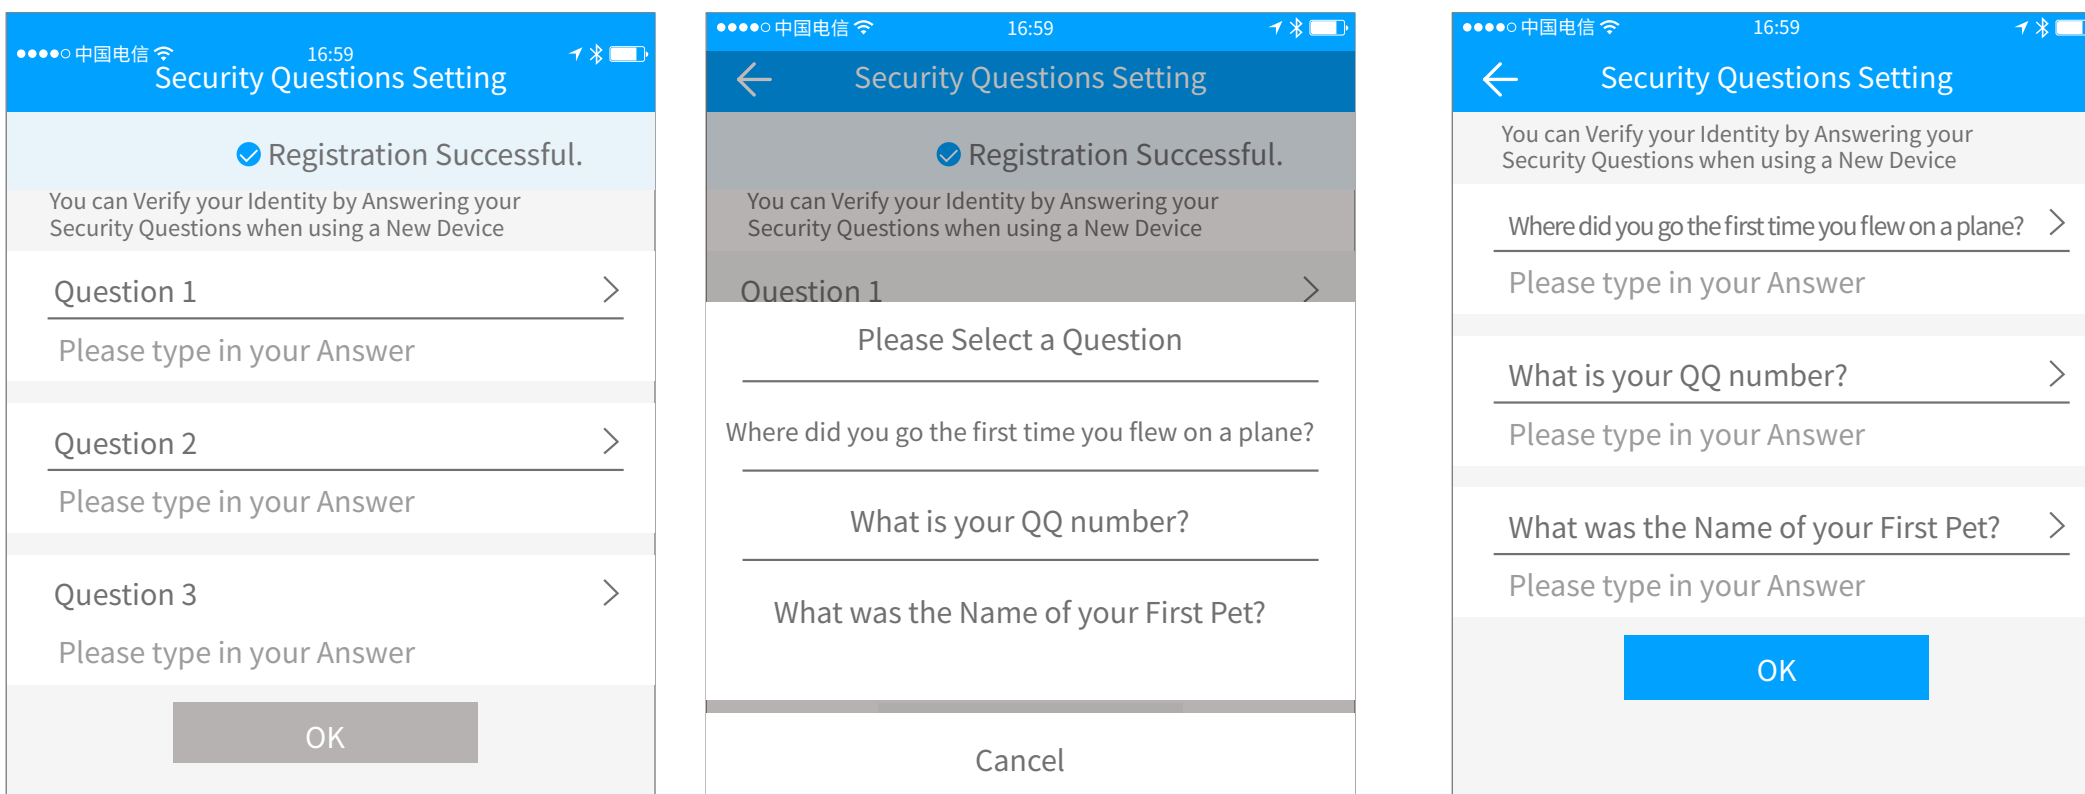 中国电信
16:59
Security Questions Setting
Registration Successful.
You can Verify your Identity by Answering your
Security Questions when using a New Device
Question 1
Please type in your Answer
Question 2
Please type in your Answer
Question 3
Please type in your Answer
OK
中国电信
16:59
Security Questions Setting
Registration Successful.
You can Verify your Identity by Answering your
Security Questions when using a New Device
Question 1
Please Select a Question
Where did you go the first time you flew on a plane?
What is your QQ number?
What was the Name of your First Pet?
Cancel
中国电信
16:59
Security Questions Setting
You can Verify your Identity by Answering your
Security Questions when using a New Device
Where did you go the first time you flew on a plane?
Please type in your Answer
What is your QQ number?
Please type in your Answer
What was the Name of your First Pet?
Please type in your Answer
OK